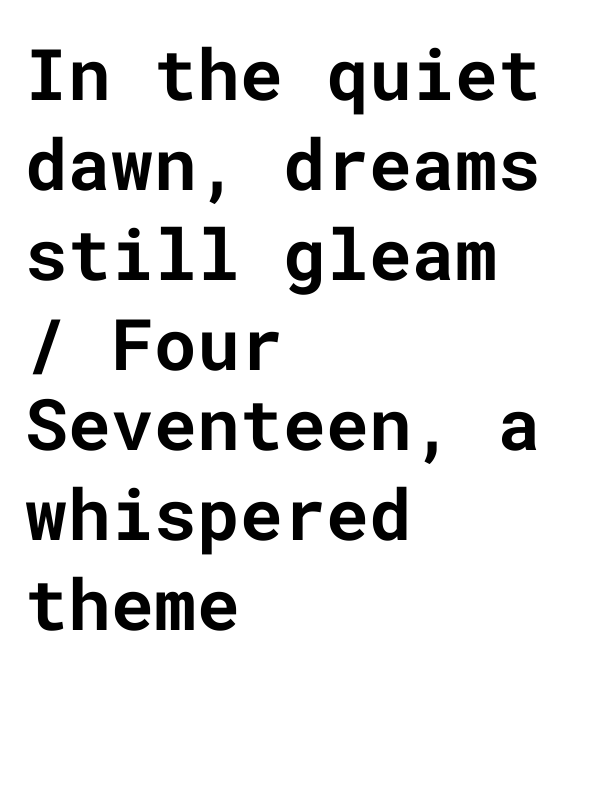 In the quiet
dawn, dreams
still gleam
/ Four
Seventeen, a
whispered
theme